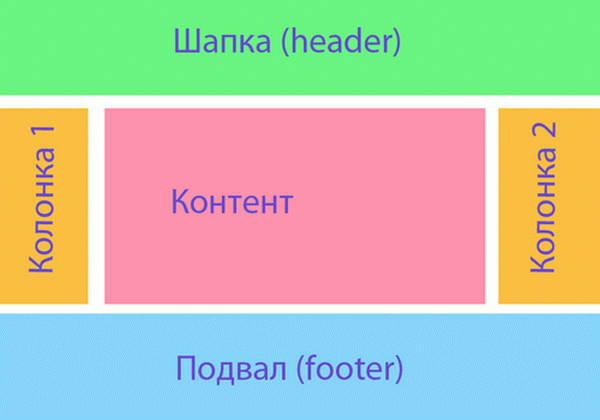 Шапка (header)
Колонка 1
Контент
Колонка 2
Подвал (footer)